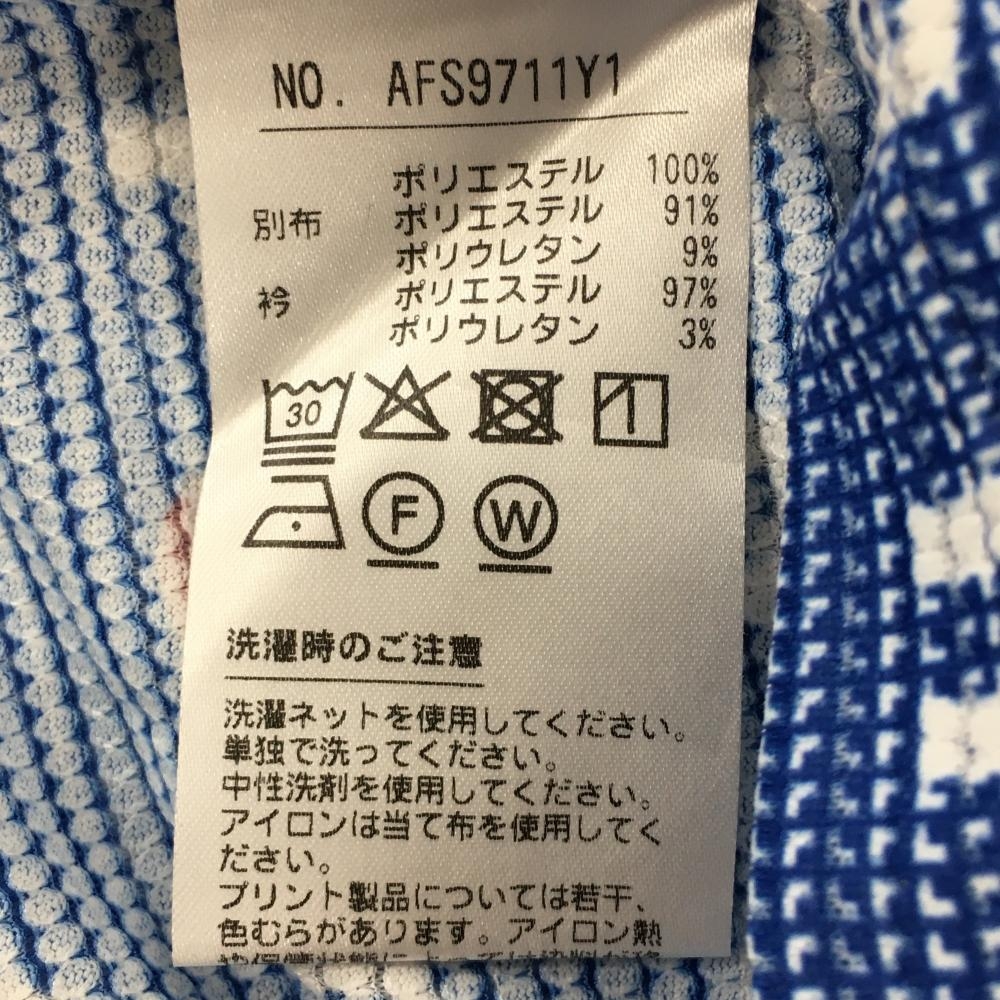 NO. AFS9711Y1
ポリエステル 100%
別布 ポリエステル 91%
ポリウレタン 9%
衿 ポリエステル 97%
ポリウレタン 3%
30
F W
洗濯時のご注意
洗濯ネットを使用してください。
単独で洗ってください。
中性洗剤を使用してください。
アイロンは当て布を使用してく
ださい。
プリント製品については若干、
色むらがあります。アイロン熱